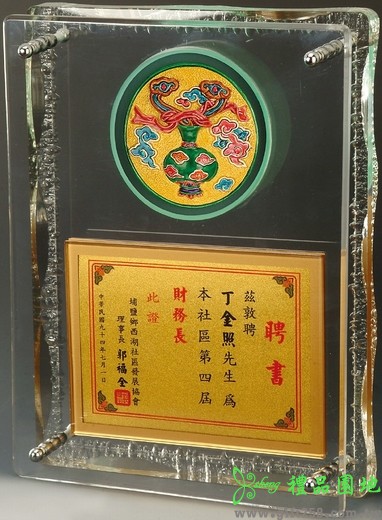 聘書
茲敦聘
丁金照先生為
本社區第四屆
財務長
此證
埔鹽鄉西湖社區發展協會
理事長 郭福全
中華民國九十四年七月一日
禮品園地